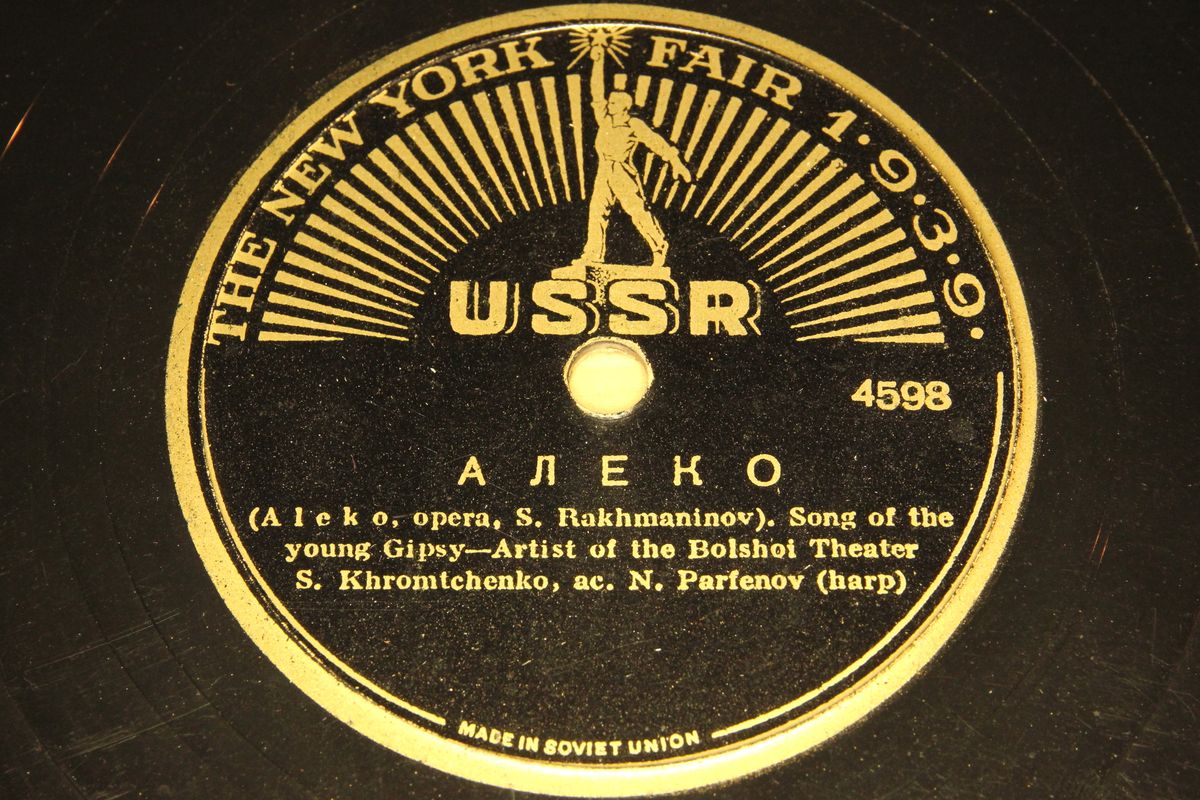 THE NEW YORK FAIR 1·9·3·9·
USSR
4598
АЛЕКО
(Aleko, opera, S. Rakhmaninov). Song of the
young Gipsy—Artist of the Bolshoi Theater
S. Khromtchenko, ac. N. Parfenov (harp)
MADE IN SOVIET UNION